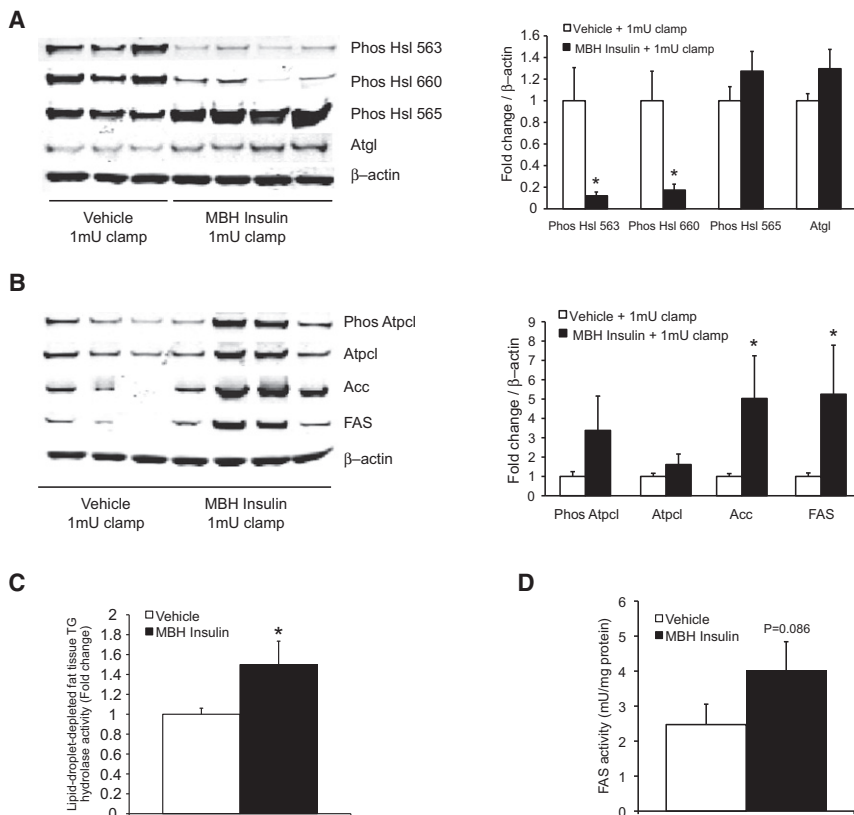 A
Phos Hsl 563
Phos Hsl 660
Phos Hsl 565
Atgl
β–actin
Vehicle
1mU clamp
MBH Insulin
1mU clamp
Fold change / β–actin
1.6
1.4
1.2
1
0.8
0.6
0.4
0.2
0
Vehicle + 1mU clamp
MBH Insulin + 1mU clamp
*
*
Phos Hsl 563 Phos Hsl 660 Phos Hsl 565 Atgl
B
Phos Atpcl
Atpcl
Acc
FAS
β–actin
Vehicle
1mU clamp
MBH Insulin
1mU clamp
Fold change / β–actin
9
8
7
6
5
4
3
2
1
0
Vehicle + 1mU clamp
MBH Insulin + 1mU clamp
*
*
Phos Atpcl Atpcl Acc FAS
C
Lipid-droplet-depleted fat tissue TG
hydrolase activity (Fold change)
2
1.8
1.6
1.4
1.2
1
0.8
0.6
0.4
0.2
0
Vehicle
MBH Insulin
*
D
FAS activity (mU/mg protein)
6
5
4
3
2
1
0
Vehicle
MBH Insulin
P=0.086